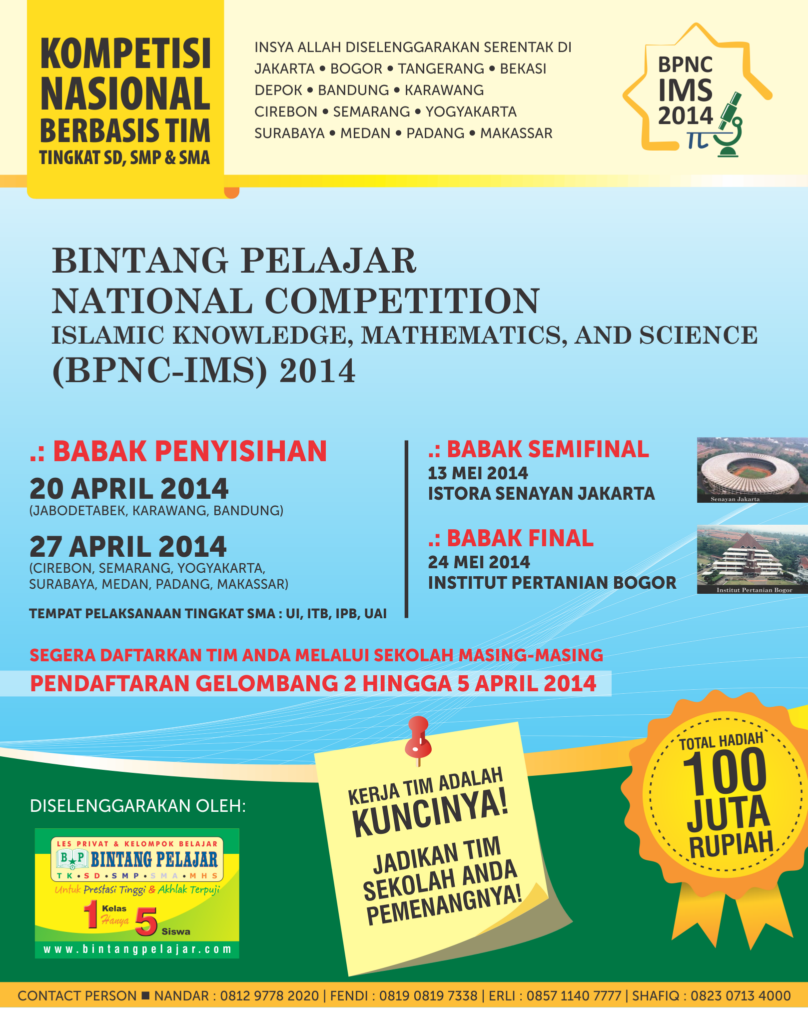 KOMPETISI
NASIONAL
BERBASIS TIM
TINGKAT SD, SMP & SMA
INSYA ALLAH DISELENGGARAKAN SERENTAK DI
JAKARTA • BOGOR • TANGERANG • BEKASI
DEPOK • BANDUNG • KARAWANG
CIREBON • SEMARANG • YOGYAKARTA
SURABAYA • MEDAN • PADANG • MAKASSAR
BPNC
IMS
2014
π
BINTANG PELAJAR
NATIONAL COMPETITION
ISLAMIC KNOWLEDGE, MATHEMATICS, AND SCIENCE
(BPNC-IMS) 2014
.: BABAK PENYISIHAN
20 APRIL 2014
(JABODETABEK, KARAWANG, BANDUNG)
27 APRIL 2014
(CIREBON, SEMARANG, YOGYAKARTA,
SURABAYA, MEDAN, PADANG, MAKASSAR)
TEMPAT PELAKSANAAN TINGKAT SMA : UI, ITB, IPB, UAI
.: BABAK SEMIFINAL
13 MEI 2014
ISTORA SENAYAN JAKARTA
Senayan Jakarta
.: BABAK FINAL
24 MEI 2014
INSTITUT PERTANIAN BOGOR
Institut Pertanian Bogor
SEGERA DAFTARKAN TIM ANDA MELALUI SEKOLAH MASING-MASING
PENDAFTARAN GELOMBANG 2 HINGGA 5 APRIL 2014
DISELENGGARAKAN OLEH:
LES PRIVAT & KELOMPOK BELAJAR
BP BINTANG PELAJAR
TK • SD • SMP • SMA • MHS
Untuk Prestasi Tinggi & Akhlak Terpuji
1 Kelas Hanya 5 Siswa
www.bintangpelajar.com
KERJA TIM ADALAH
KUNCINYA!
JADIKAN TIM
SEKOLAH ANDA
PEMENANGNYA!
TOTAL HADIAH
100
JUTA
RUPIAH
CONTACT PERSON ■ NANDAR : 0812 9778 2020 | FENDI : 0819 0819 7338 | ERLI : 0857 1140 7777 | SHAFIQ : 0823 0713 4000